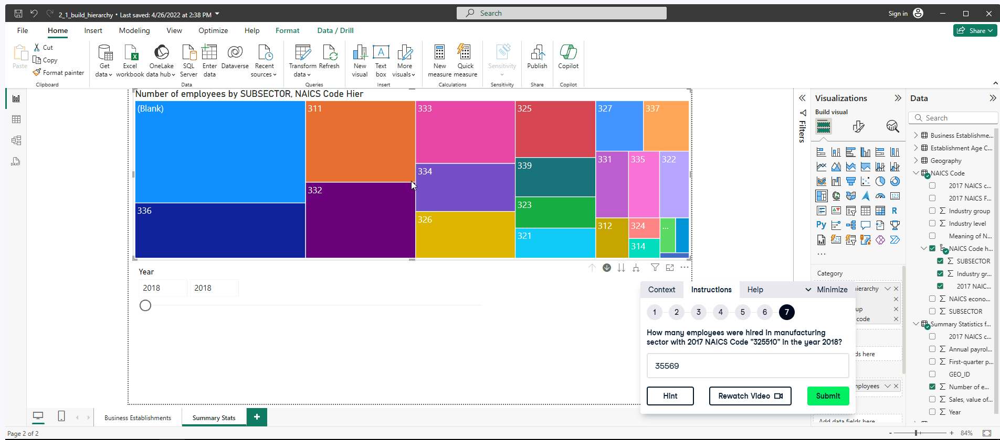 2_1_build_hierarchy • Last saved: 4/26/2022 at 2:38 PM
Search
Sign in
File Home Insert Modeling View Optimize Help Format Data / Drill
Share
Paste
Cut
Copy
Format painter
Clipboard
Get data
Excel workbook
OneLake data hub
SQL Server
Enter data
Dataverse
Recent sources
Data
Transform data
Refresh
Queries
New visual
Text box
More visuals
Insert
New measure
Quick measure
Calculations
Sensitivity
Sensitivity
Publish
Share
Copilot
Copilot
Number of employees by SUBSECTOR, NAICS Code Hier
(Blank)
336
311
332
333
334
326
325
339
323
321
327
337
331
335
322
312
324
314
...
Year
2018 2018
Filters
Visualizations
Build visual
123
R
Py
123
...
Category
ierarchy
up
code
ds here
nployees
Add data fields here
Data
Search
Business Establishme...
Establishment Age C...
Geography
NAICS Code
2017 NAICS c...
2017 NAICS F...
Industry group
Industry level
Meaning of N...
NAICS Code h...
SUBSECTOR
Industry gr...
2017 NAIC...
NAICS econo...
SUBSECTOR
Summary Statistics f...
2017 NAICS c...
Annual payrol...
First-quarter p...
GEO_ID
Number of e...
Sales, value of...
Year
Context Instructions Help Minimize
1 2 3 4 5 6 7
How many employees were hired in manufacturing
sector with 2017 NAICS Code "325510" in the year 2018?
35569
Hint Rewatch Video Submit
Business Establishments Summary Stats +
Page 2 of 2
- + 84%